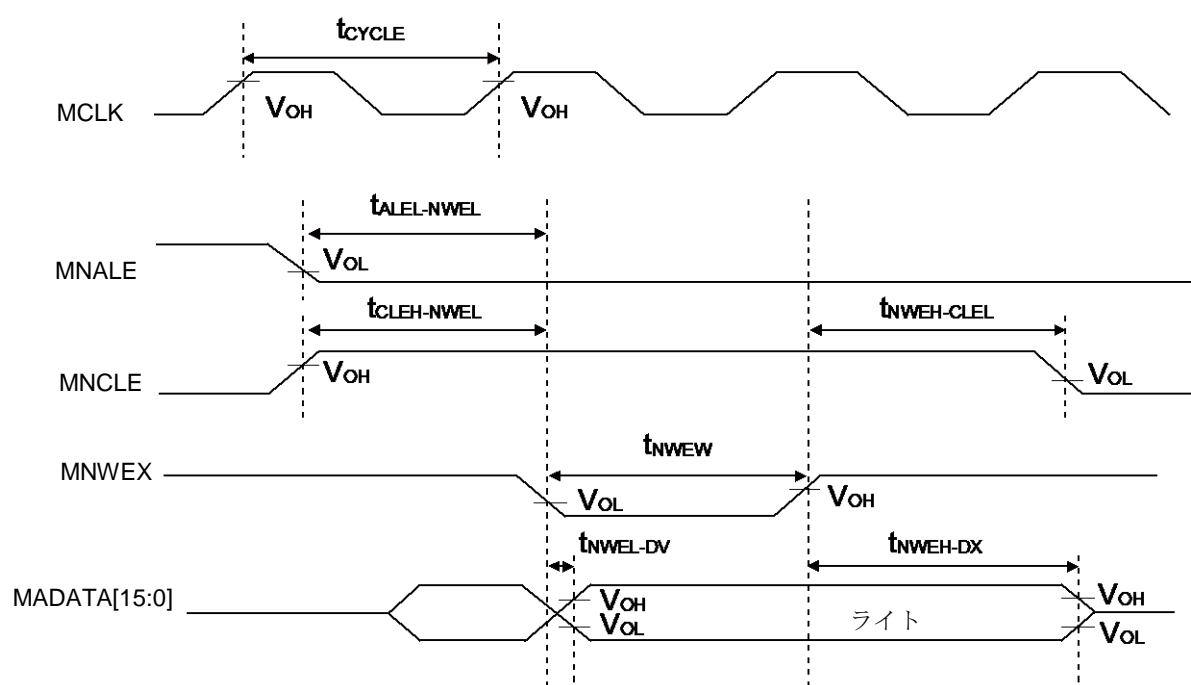 tCYCLE
MCLK
VOH
VOH
tALEL-NWEL
MNALE
VOL
tCLEH-NWEL
tNWEH-CLEL
MNCLE
VOH
VOL
tNWEW
MNWEX
VOL
VOH
tNWEL-DV
tNWEH-DX
MADATA[15:0]
VOH
VOL
ライト
VOH
VOL